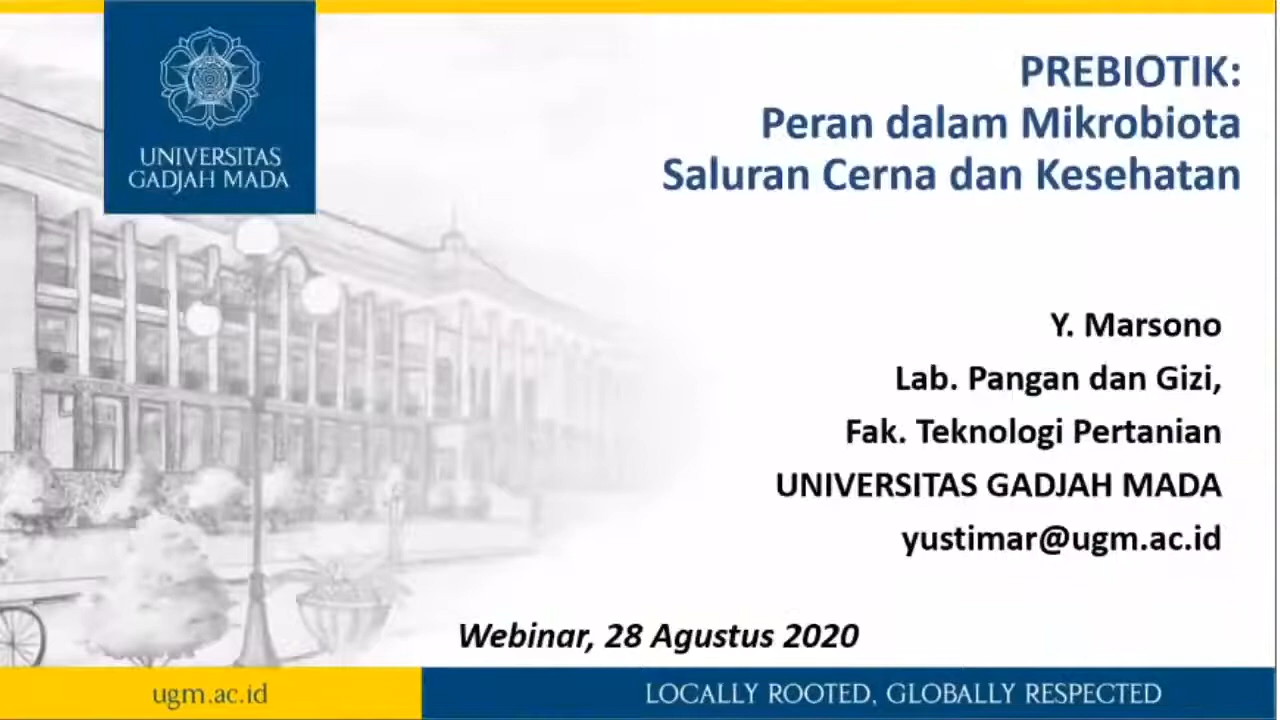 UNIVERSITAS
GADJAH MADA
PREBIOTIK:
Peran dalam Mikrobiota
Saluran Cerna dan Kesehatan
Y. Marsono
Lab. Pangan dan Gizi,
Fak. Teknologi Pertanian
UNIVERSITAS GADJAH MADA
yustimar@ugm.ac.id
Webinar, 28 Agustus 2020
ugm.ac.id
LOCALLY ROOTED, GLOBALLY RESPECTED